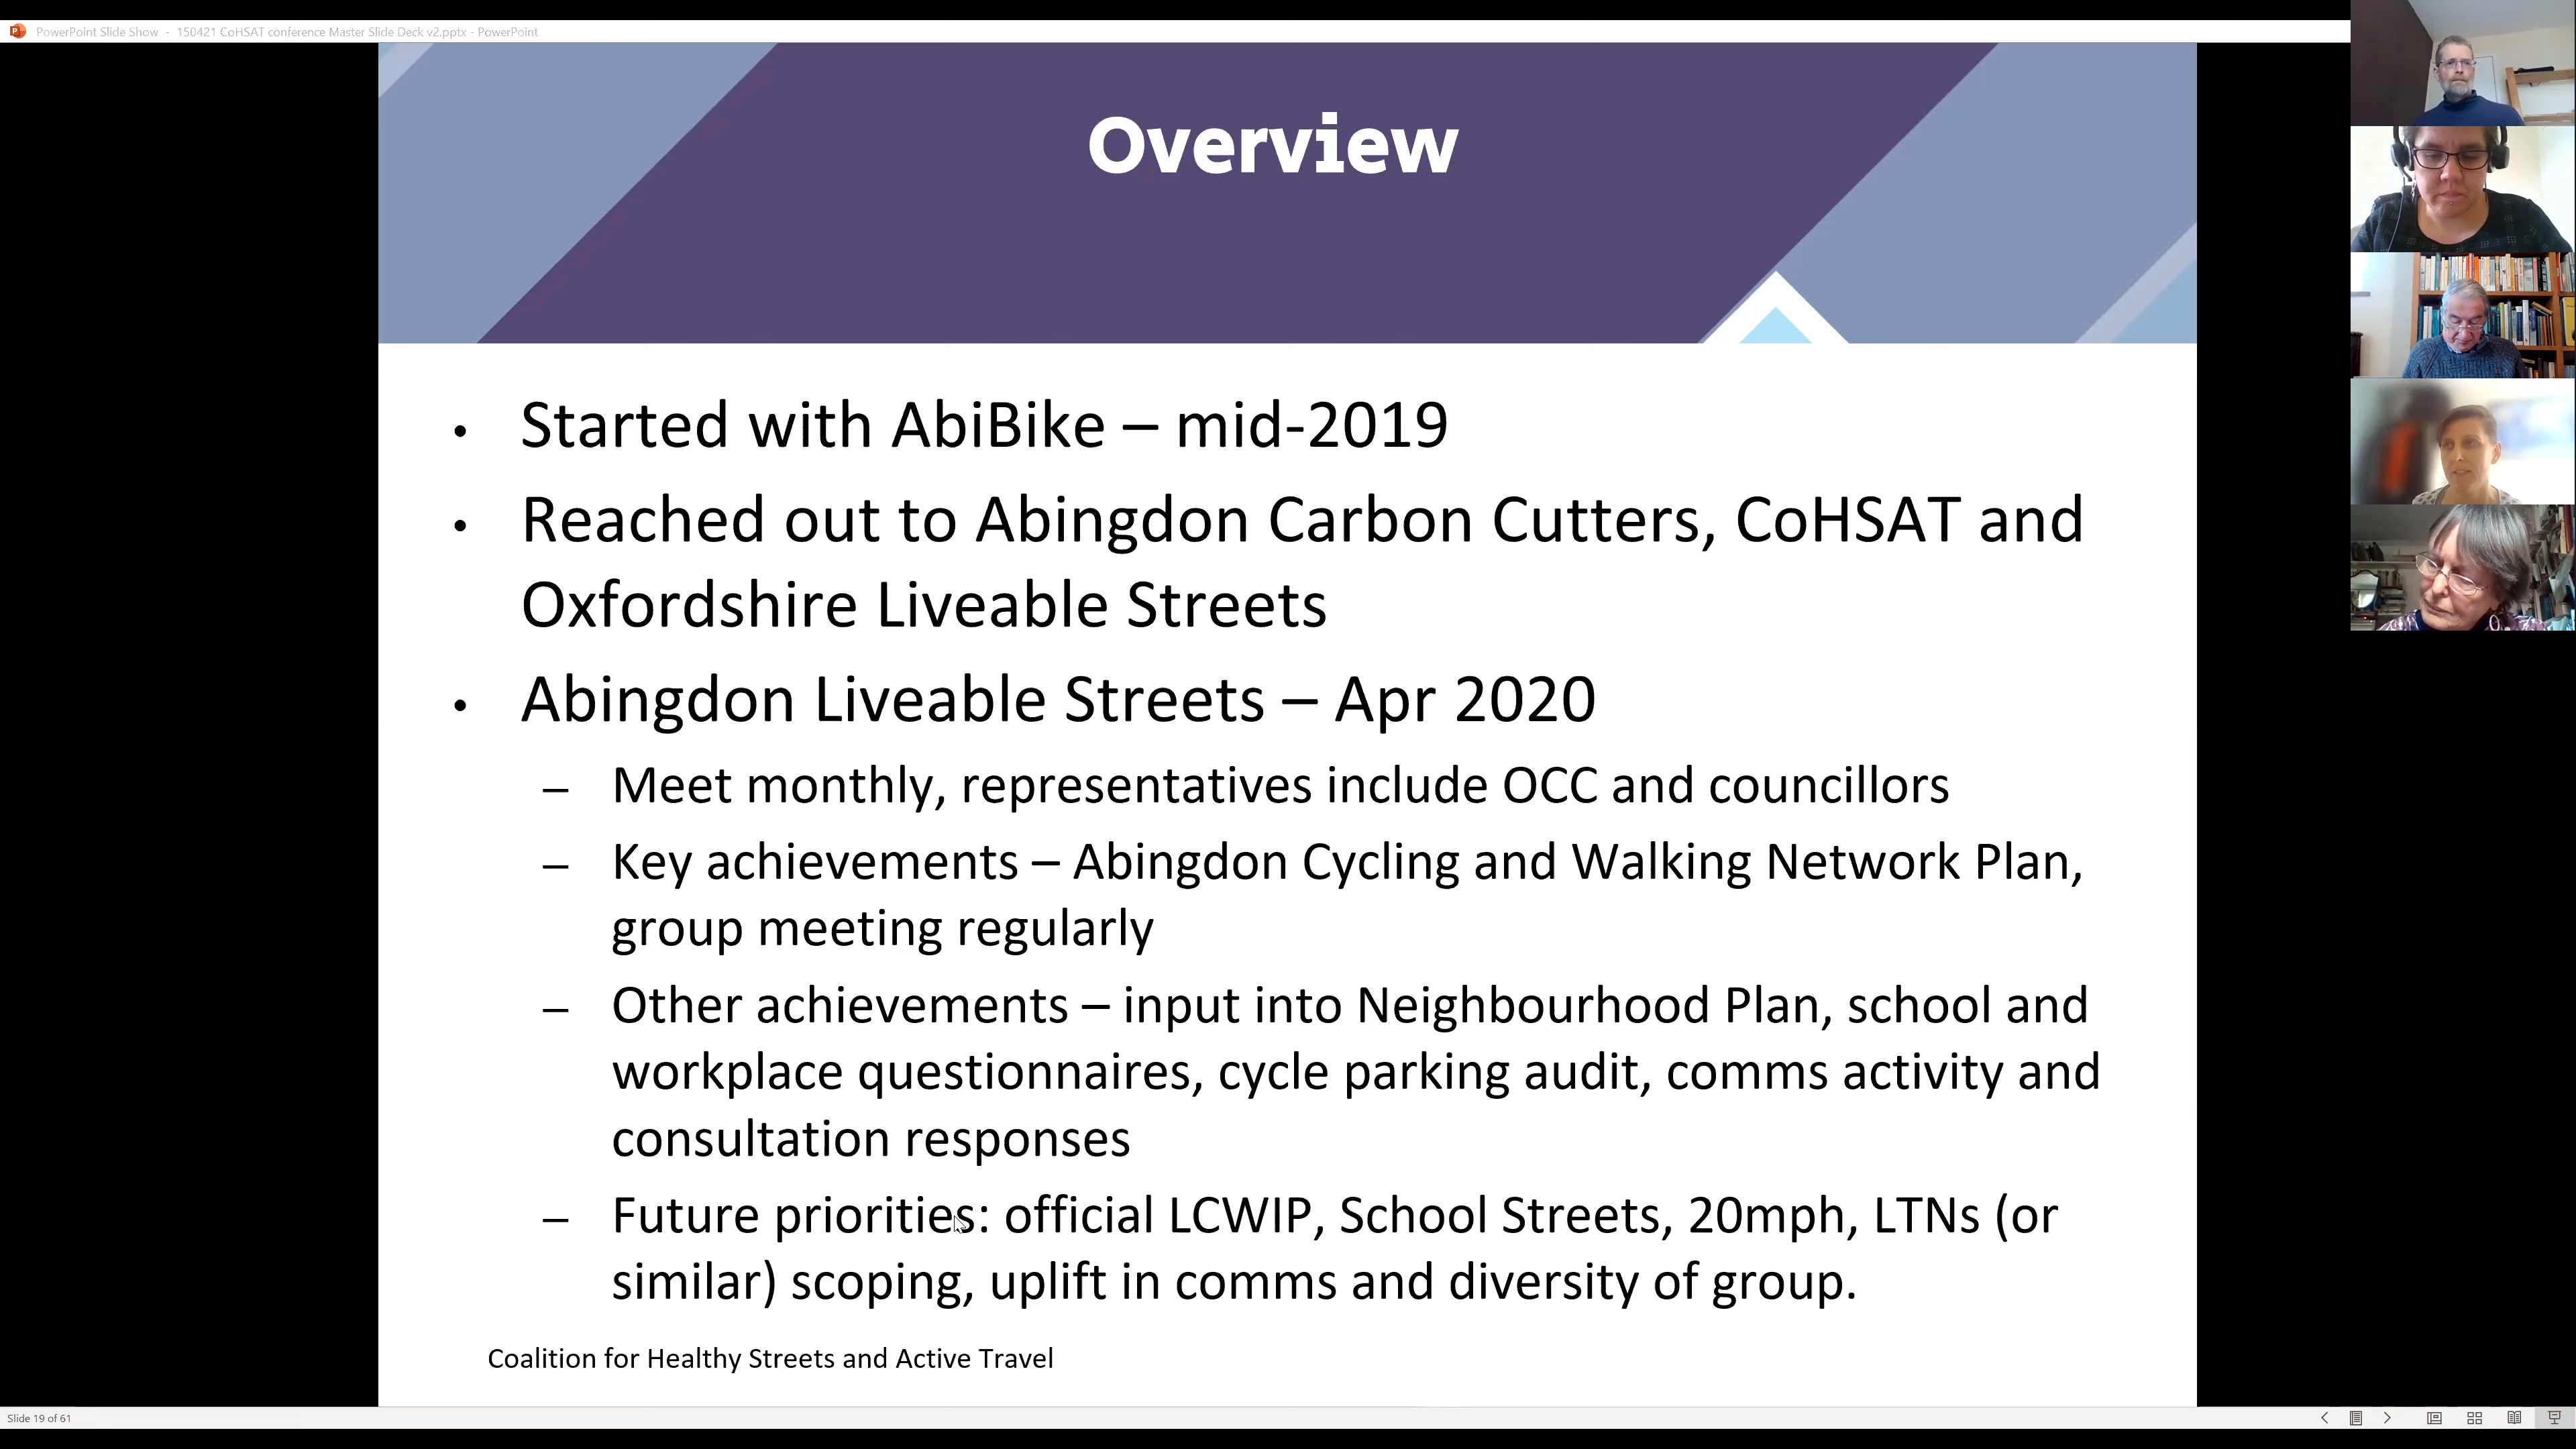 PowerPoint Slide Show - 150421 CoHSAT conference Master Slide Deck v2.pptx - PowerPoint
Overview
• Started with AbiBike – mid-2019
• Reached out to Abingdon Carbon Cutters, CoHSAT and
Oxfordshire Liveable Streets
• Abingdon Liveable Streets – Apr 2020
– Meet monthly, representatives include OCC and councillors
– Key achievements – Abingdon Cycling and Walking Network Plan,
group meeting regularly
– Other achievements – input into Neighbourhood Plan, school and
workplace questionnaires, cycle parking audit, comms activity and
consultation responses
– Future priorities: official LCWIP, School Streets, 20mph, LTNs (or
similar) scoping, uplift in comms and diversity of group.
Coalition for Healthy Streets and Active Travel
Slide 19 of 61